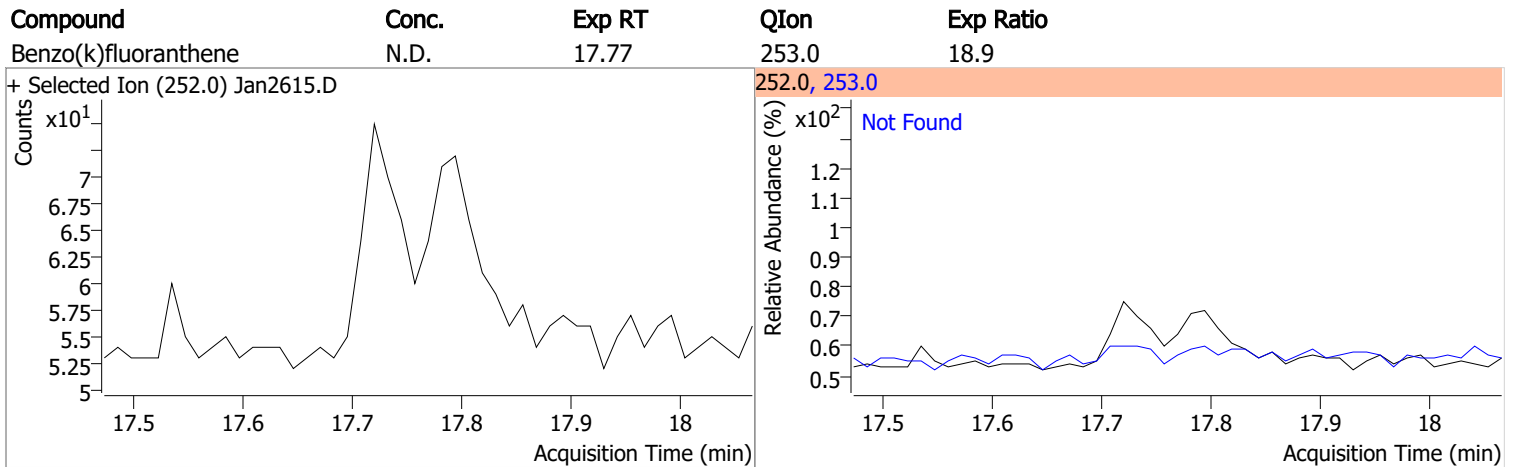 Compound Conc. Exp RT QIon Exp Ratio
Benzo(k)fluoranthene N.D. 17.77 253.0 18.9
+ Selected Ion (252.0) Jan2615.D
Counts
x10¹
7
6.75
6.5
6.25
6
5.75
5.5
5.25
5
17.5 17.6 17.7 17.8 17.9 18
Acquisition Time (min)
252.0, 253.0
Relative Abundance (%)
x10²
Not Found
1.2
1.1
1
0.9
0.8
0.7
0.6
0.5
17.5 17.6 17.7 17.8 17.9 18
Acquisition Time (min)